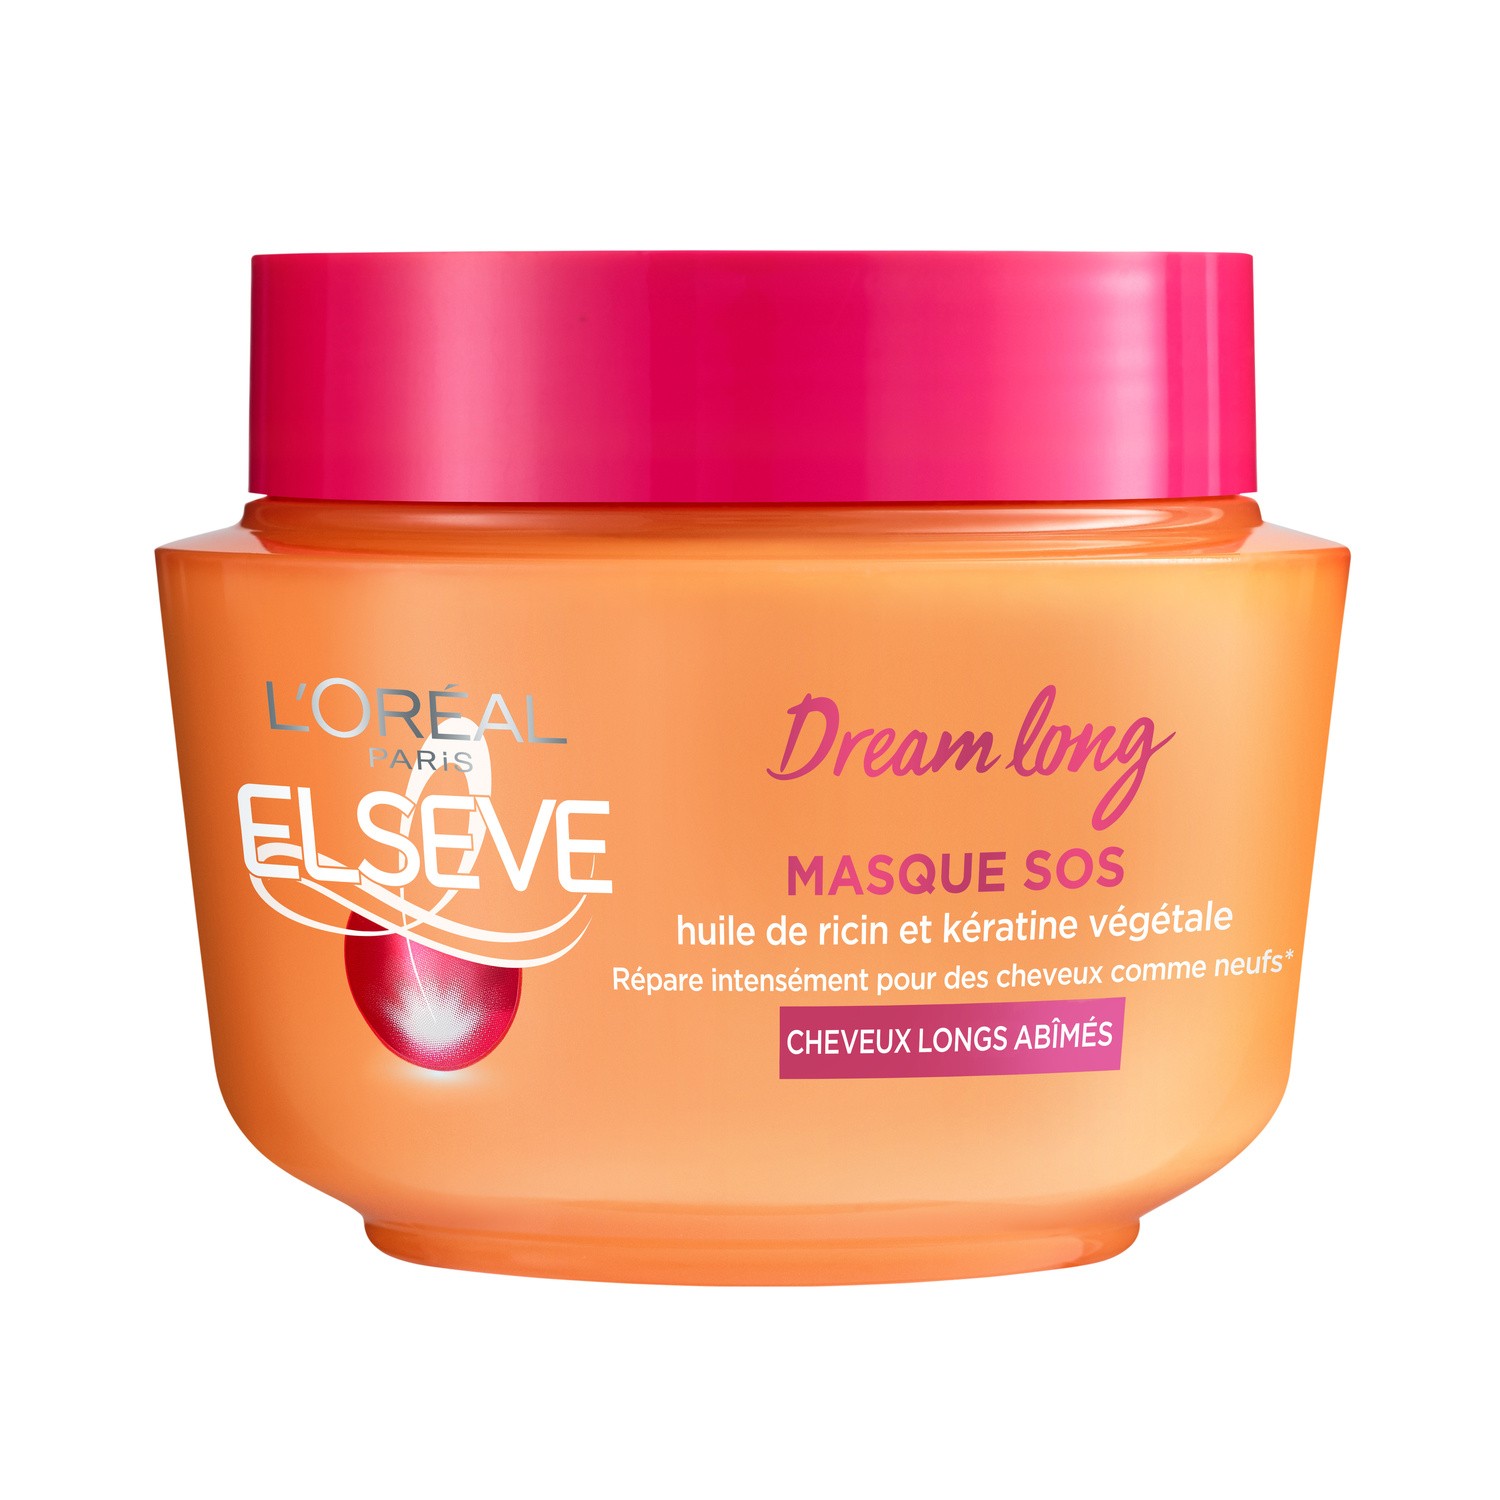 L'ORÉAL
PARiS
ELSEVE
Dream long
MASQUE SOS
huile de ricin et kératine végétale
Répare intensément pour des cheveux comme neufs*
CHEVEUX LONGS ABÎMÉS